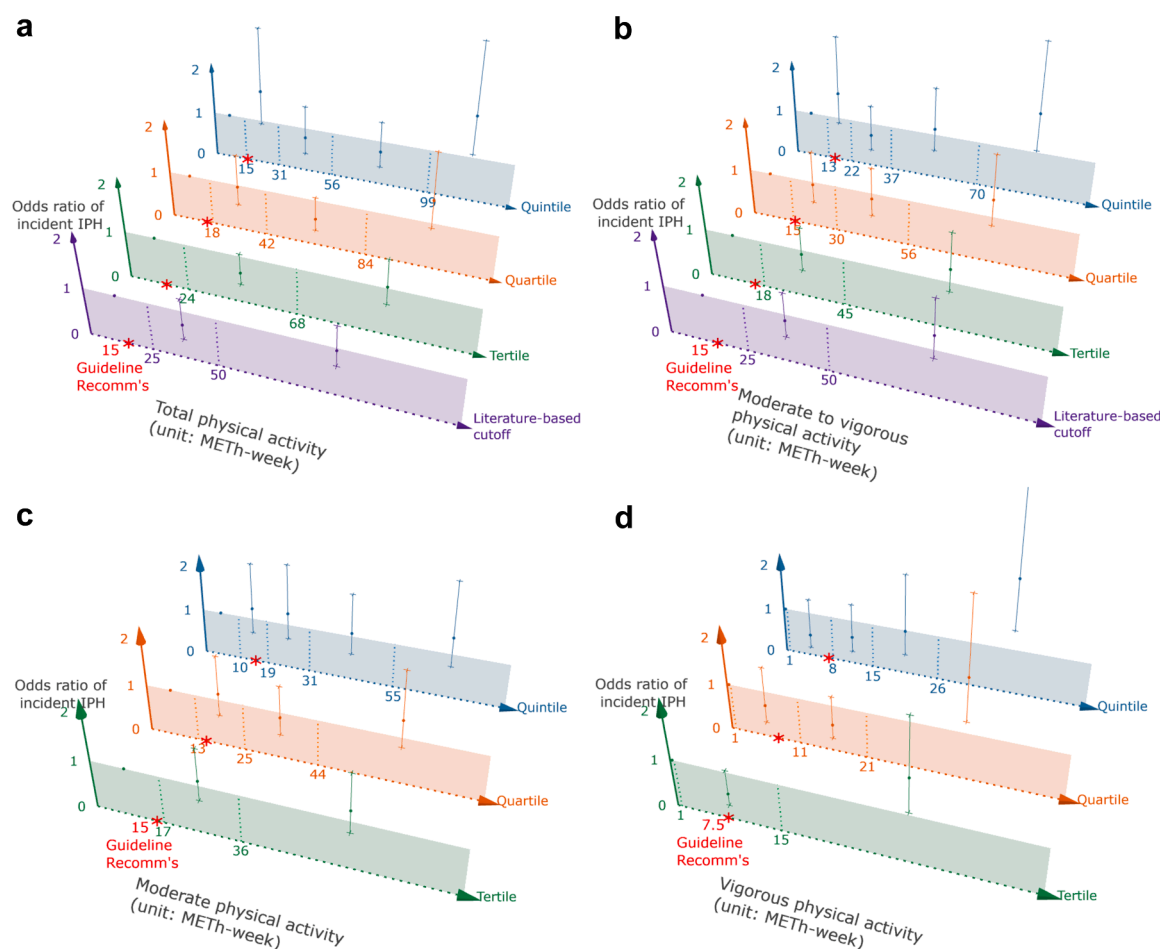 a
2
1
0
15
31
56
99
Quintile
2
1
0
18
42
84
Quartile
Odds ratio of
incident IPH
2
1
0
24
68
Tertile
2
1
0
15
Guideline
Recomm's
25
50
Literature-based
cutoff
Total physical activity
(unit: METh-week)
b
2
1
0
13
22
37
70
Quintile
2
1
0
15
30
56
Quartile
Odds ratio of
incident IPH
2
1
0
18
45
Tertile
2
1
0
15
Guideline
Recomm's
25
50
Literature-based
cutoff
Moderate to vigorous
physical activity
(unit: METh-week)
c
2
1
0
10
19
31
55
Quintile
2
1
0
13
25
44
Quartile
Odds ratio of
incident IPH
2
1
0
15
Guideline
Recomm's
17
36
Tertile
Moderate physical activity
(unit: METh-week)
d
2
1
0
1
8
15
26
Quintile
2
1
0
1
11
21
Quartile
Odds ratio of
incident IPH
2
1
0
1
7.5
Guideline
Recomm's
15
Tertile
Vigorous physical activity
(unit: METh-week)